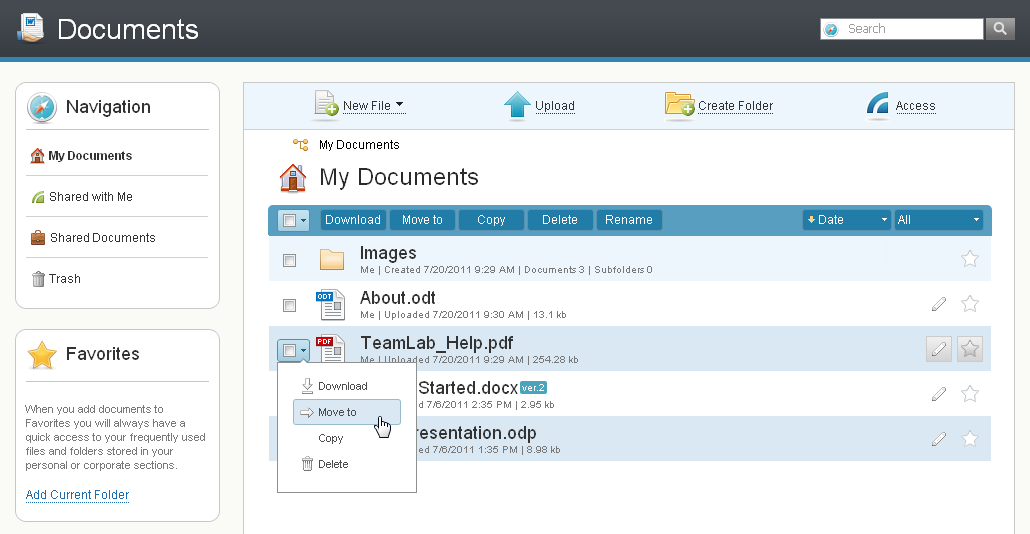 Documents
Search
Navigation
My Documents
Shared with Me
Shared Documents
Trash
Favorites
When you add documents to
Favorites you will always have a
quick access to your frequently used
files and folders stored in your
personal or corporate sections.
Add Current Folder
New File
Upload
Create Folder
Access
My Documents
My Documents
Download
Move to
Copy
Delete
Rename
Date
All
Images
Me | Created 7/20/2011 9:29 AM | Documents 3 | Subfolders 0
ODT
About.odt
Me | Uploaded 7/20/2011 9:30 AM | 13.1 kb
PDF
TeamLab_Help.pdf
Me | Uploaded 7/20/2011 9:29 AM | 254.28 kb
Started.docx ver.2
ed 7/6/2011 2:35 PM | 2.95 kb
resentation.odp
ed 7/6/2011 1:35 PM | 8.98 kb
Download
Move to
Copy
Delete